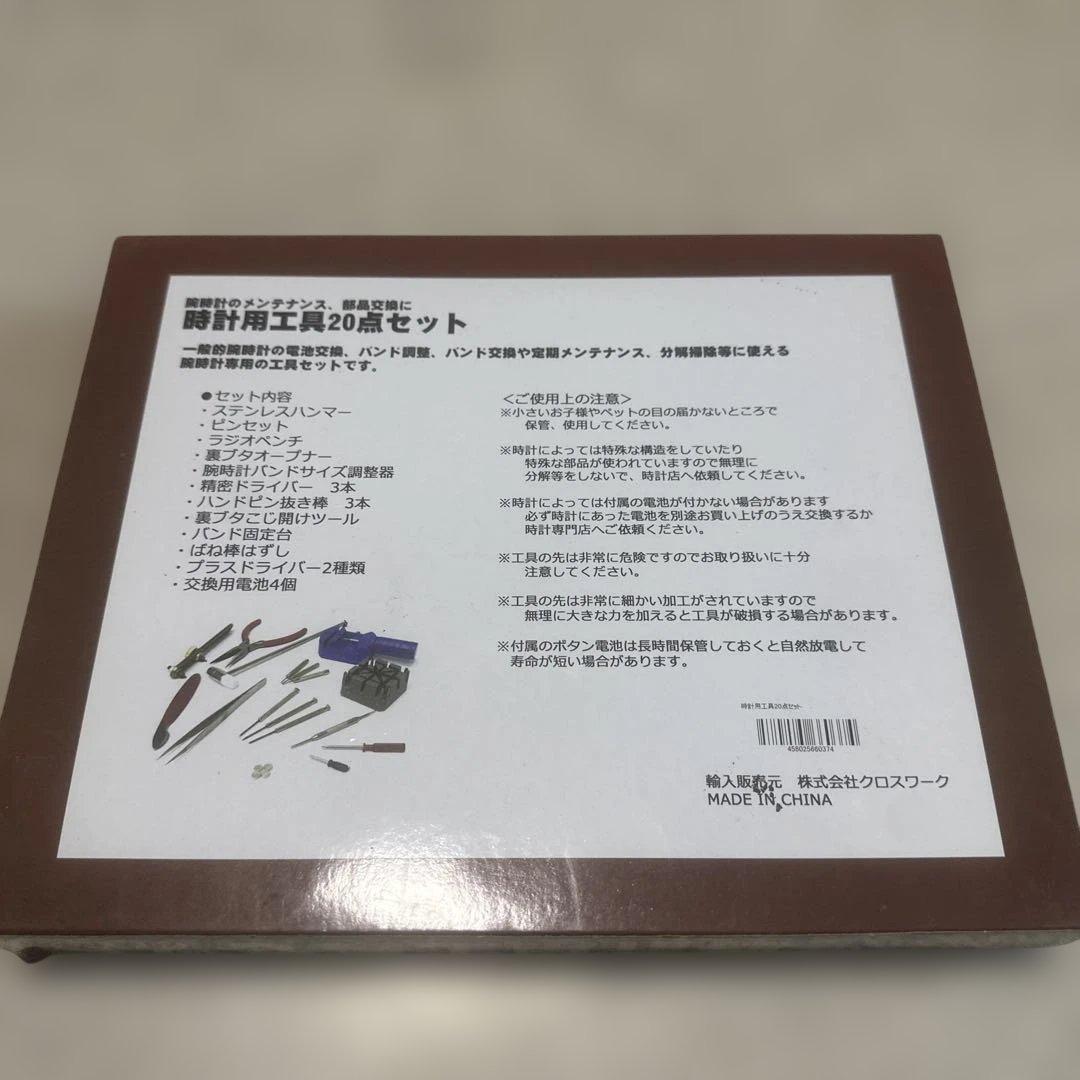 腕時計のメンテナンス、部品交換に
時計用工具20点セット
一般的腕時計の電池交換、バンド調整、バンド交換や定期メンテナンス、分解掃除等に使える
腕時計専用の工具セットです。
●セット内容
・ステンレスハンマー
・ピンセット
・ラジオペンチ
・裏ブタオープナー
・腕時計バンドサイズ調整器
・精密ドライバー 3本
・ハンドピン抜き棒 3本
・裏ブタこじ開けツール
・バンド固定台
・ばね棒はずし
・プラスドライバー2種類
・交換用電池4個
＜ご使用上の注意＞
※小さいお子様やペットの目の届かないところで
保管、使用してください。
※時計によっては特殊な構造をしていたり
特殊な部品が使われていますので無理に
分解等をしないで、時計店へ依頼してください。
※時計によっては付属の電池が付かない場合があります
必ず時計にあった電池を別途お買い上げのうえ交換するか
時計専門店へご依頼ください。
※工具の先は非常に危険ですのでお取り扱いに十分
注意してください。
※工具の先は非常に細かい加工がされていますので
無理に大きな力を加えると工具が破損する場合があります。
※付属のボタン電池は長時間保管しておくと自然放電して
寿命が短い場合があります。
時計用工具20点セット
458025660374
輸入販売元 株式会社クロスワーク
MADE IN CHINA